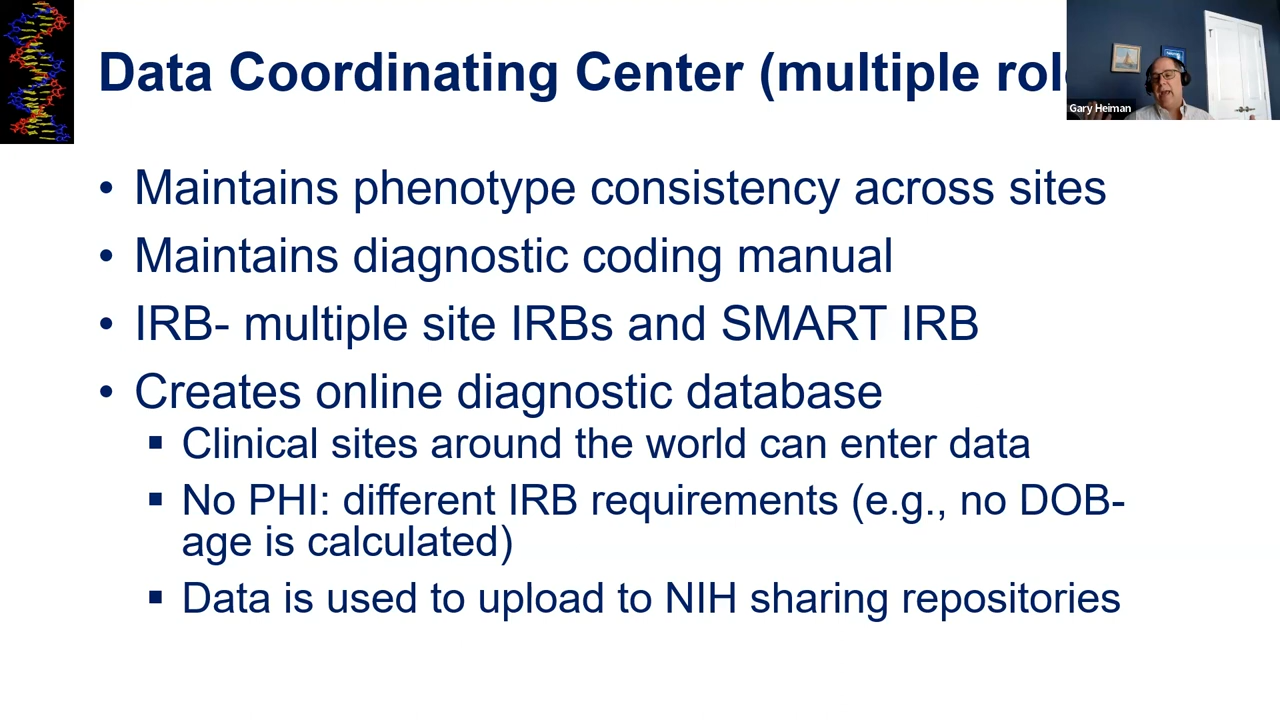 Data Coordinating Center (multiple
Gary Heiman
• Maintains phenotype consistency across sites
• Maintains diagnostic coding manual
• IRB- multiple site IRBs and SMART IRB
• Creates online diagnostic database
▪ Clinical sites around the world can enter data
▪ No PHI: different IRB requirements (e.g., no DOB-
age is calculated)
▪ Data is used to upload to NIH sharing repositories